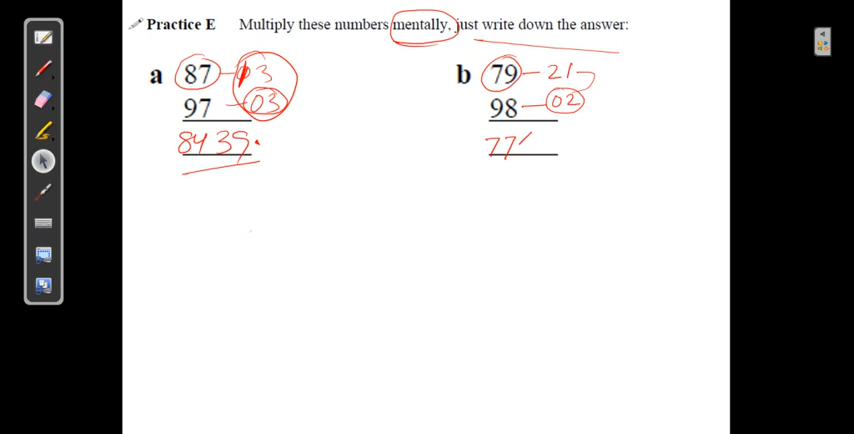 Practice E Multiply these numbers mentally, just write down the answer:
a 87 - 13
97 - 03
8439.
b 79 - 21
98 - 02
77